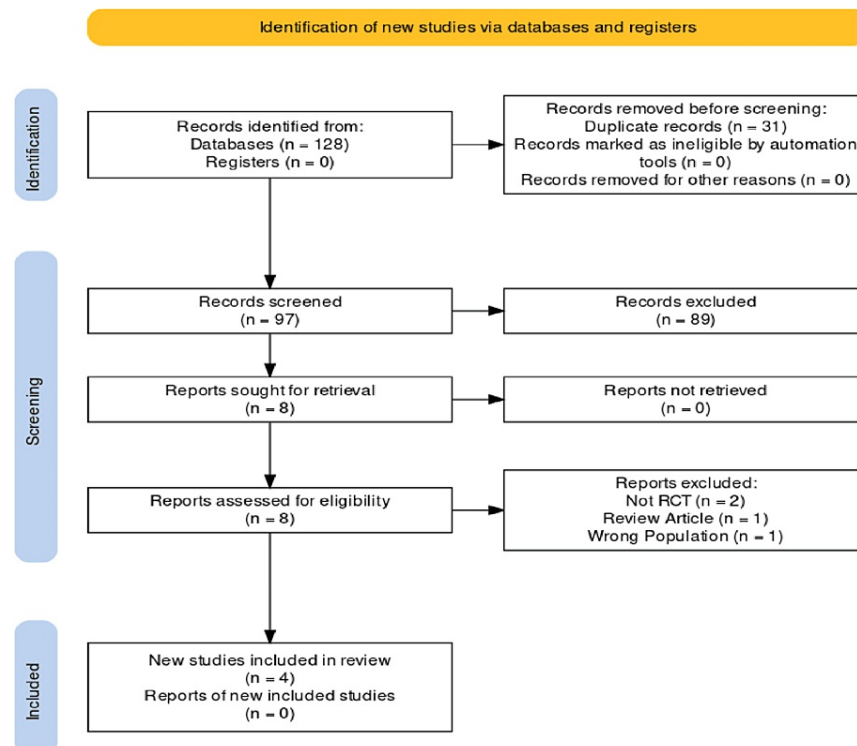 Identification of new studies via databases and registers
Identification
Records identified from:
Databases (n = 128)
Registers (n = 0)
Records removed before screening:
Duplicate records (n = 31)
Records marked as ineligible by automation
tools (n = 0)
Records removed for other reasons (n = 0)
Screening
Records screened
(n = 97)
Records excluded
(n = 89)
Reports sought for retrieval
(n = 8)
Reports not retrieved
(n = 0)
Reports assessed for eligibility
(n = 8)
Reports excluded:
Not RCT (n = 2)
Review Article (n = 1)
Wrong Population (n = 1)
Included
New studies included in review
(n = 4)
Reports of new included studies
(n = 0)